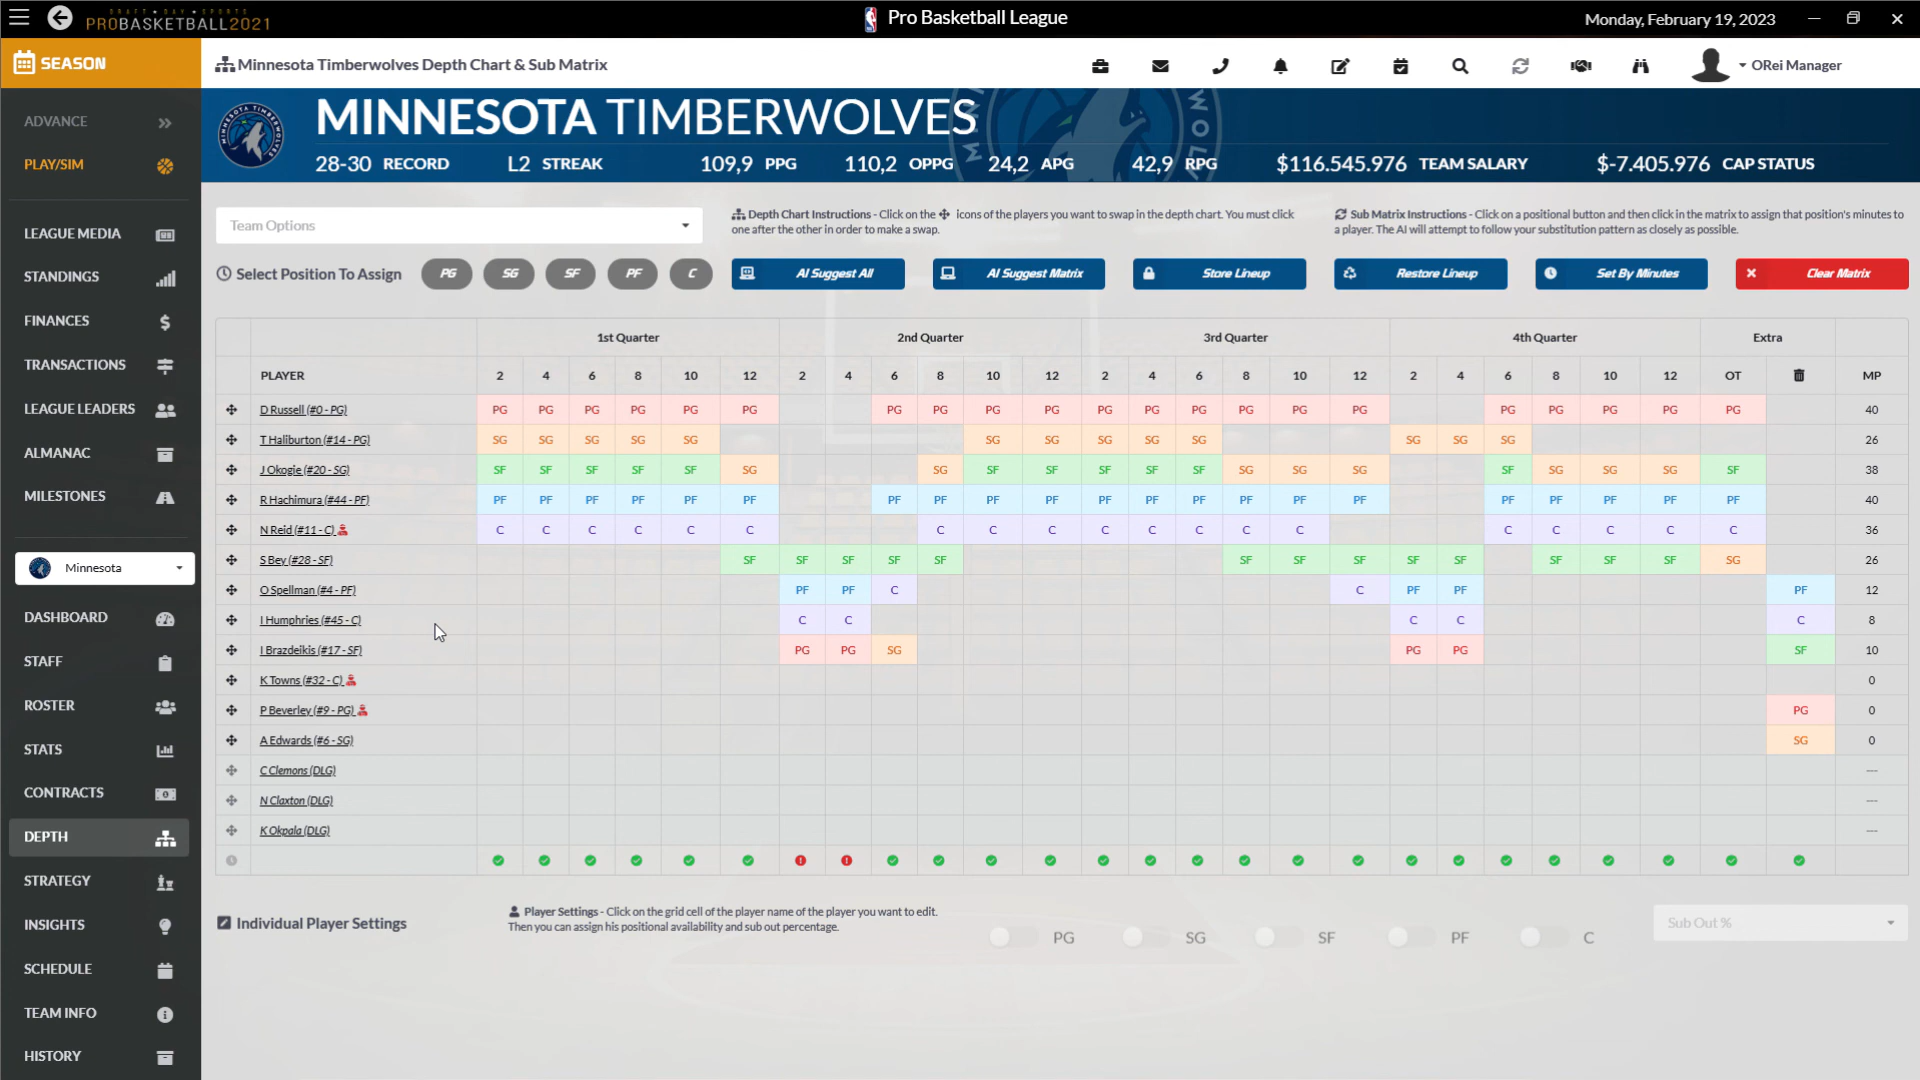 DRAFT • DAY • SPORTS
PROBASKETBALL2021
Pro Basketball League
Monday, February 19, 2023
SEASON
Minnesota Timberwolves Depth Chart & Sub Matrix
ORei Manager
MINNESOTA TIMBERWOLVES
28-30 RECORD L2 STREAK 109,9 PPG 110,2 OPPG 24,2 APG 42,9 RPG $116.545.976 TEAM SALARY $-7.405.976 CAP STATUS
ADVANCE
PLAY/SIM
LEAGUE MEDIA
STANDINGS
FINANCES
TRANSACTIONS
LEAGUE LEADERS
ALMANAC
MILESTONES
Minnesota
DASHBOARD
STAFF
ROSTER
STATS
CONTRACTS
DEPTH
STRATEGY
INSIGHTS
SCHEDULE
TEAM INFO
HISTORY
Team Options
Depth Chart Instructions - Click on the icons of the players you want to swap in the depth chart. You must click
one after the other in order to make a swap.
Sub Matrix Instructions - Click on a positional button and then click in the matrix to assign that position's minutes to
a player. The AI will attempt to follow your substitution pattern as closely as possible.
Select Position To Assign PG SG SF PF C AI Suggest All AI Suggest Matrix Store Lineup Restore Lineup Set By Minutes Clear Matrix
1st Quarter 2nd Quarter 3rd Quarter 4th Quarter Extra
PLAYER 2 4 6 8 10 12 2 4 6 8 10 12 2 4 6 8 10 12 2 4 6 8 10 12 OT MP
D Russell (#0 - PG) PG PG PG PG PG PG PG PG PG PG PG PG PG PG PG PG PG PG PG PG PG 40
T Haliburton (#14 - PG) SG SG SG SG SG SG SG SG SG SG SG SG SG 26
J Okogie (#20 - SG) SF SF SF SF SF SG SG SF SF SF SF SF SG SG SG SF SG SG SG SF 38
R Hachimura (#44 - PF) PF PF PF PF PF PF PF PF PF PF PF PF PF PF PF PF PF PF PF PF PF 40
N Reid (#11 - C) C C C C C C C C C C C C C C C C C C C 36
S Bey (#28 - SF) SF SF SF SF SF SF SF SF SF SF SF SF SF SG 26
O Spellman (#4 - PF) PF PF C C PF PF PF 12
I Humphries (#45 - C) C C C C C 8
I Brazdeikis (#17 - SF) PG PG SG PG PG SF 10
K Towns (#32 - C) 0
P Beverley (#9 - PG) PG 0
A Edwards (#6 - SG) SG 0
C Clemons (DLG) ---
N Claxton (DLG) ---
K Okpala (DLG) ---
Individual Player Settings
Player Settings - Click on the grid cell of the player name of the player you want to edit.
Then you can assign his positional availability and sub out percentage.
PG SG SF PF C
Sub Out %